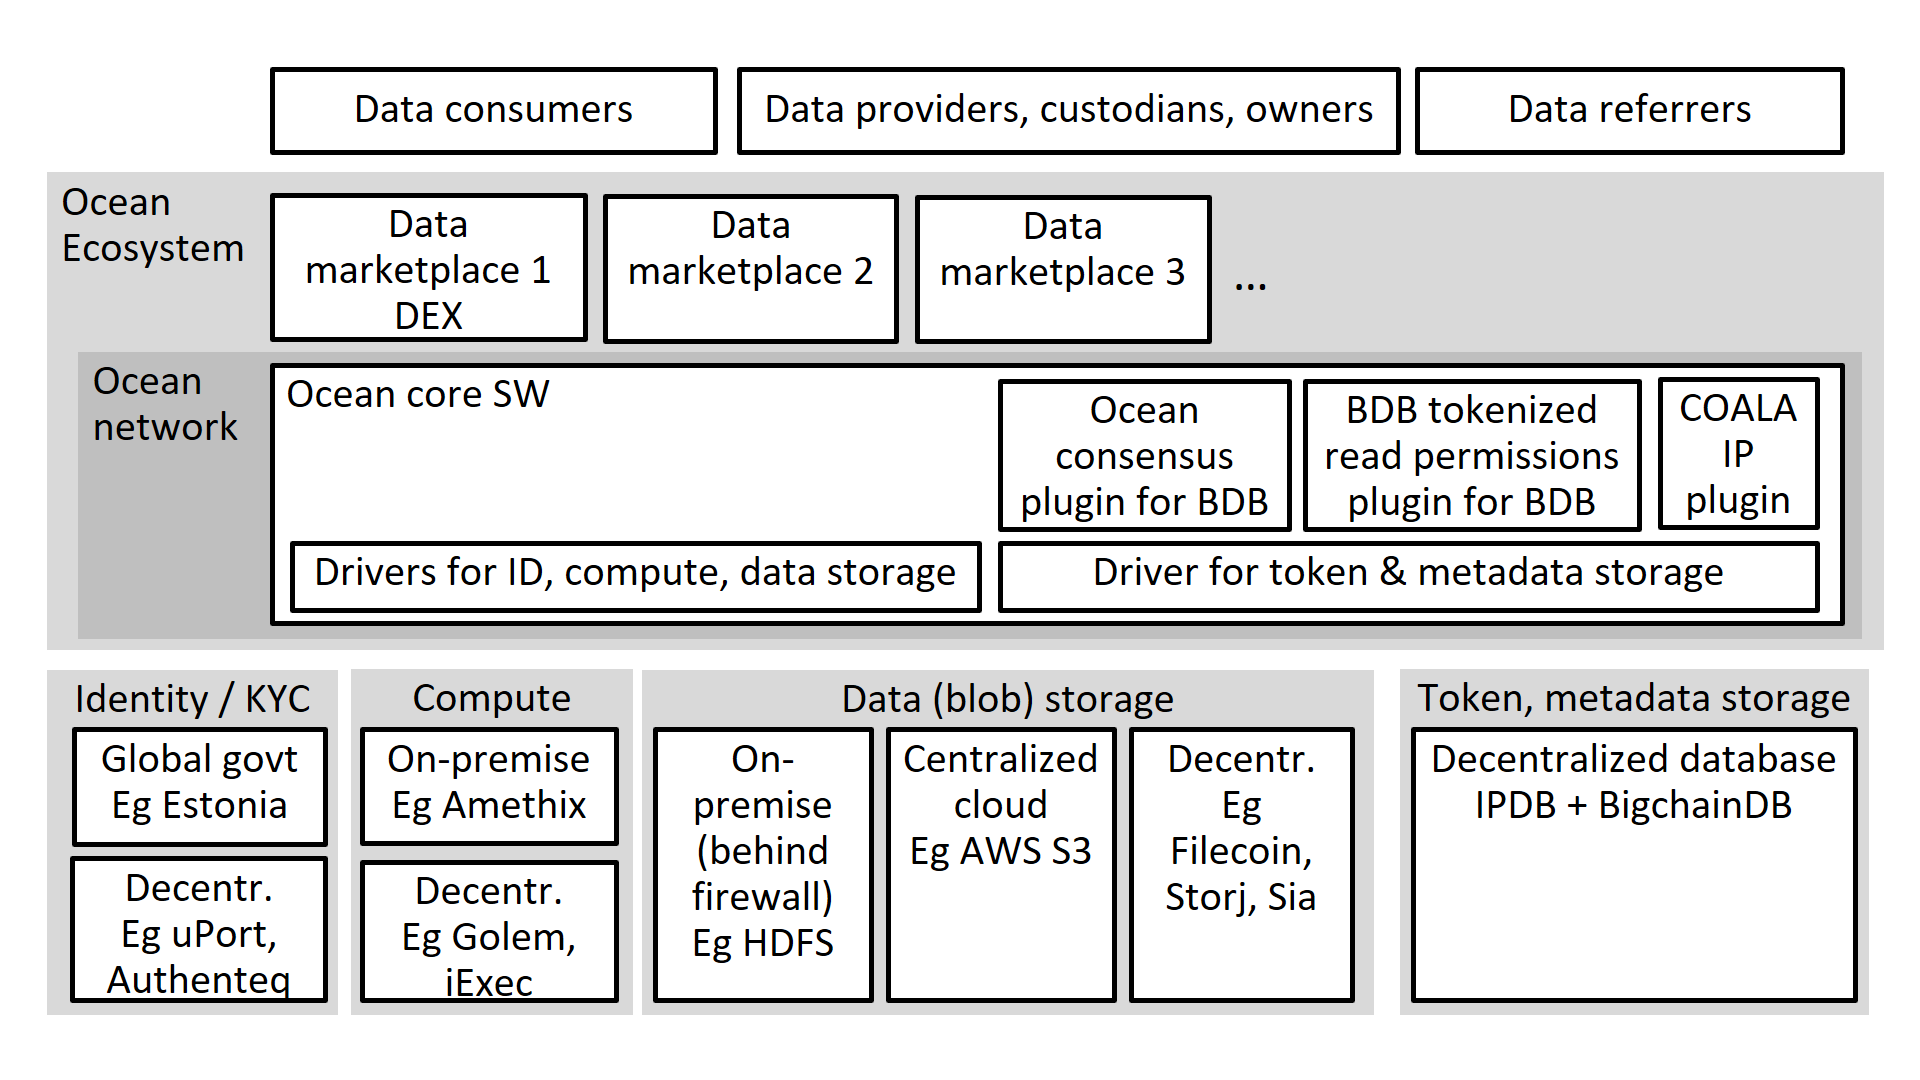 Data consumers
Data providers, custodians, owners
Data referrers
Ocean
Ecosystem
Data
marketplace 1
DEX
Data
marketplace 2
Data
marketplace 3
...
Ocean
network
Ocean core SW
Ocean
consensus
plugin for BDB
BDB tokenized
read permissions
plugin for BDB
COALA
IP
plugin
Drivers for ID, compute, data storage
Driver for token & metadata storage
Identity / KYC
Global govt
Eg Estonia
Decentr.
Eg uPort,
Authenteq
Compute
On-premise
Eg Amethix
Decentr.
Eg Golem,
iExec
Data (blob) storage
On-
premise
(behind
firewall)
Eg HDFS
Centralized
cloud
Eg AWS S3
Decentr.
Eg
Filecoin,
Storj, Sia
Token, metadata storage
Decentralized database
IPDB + BigchainDB